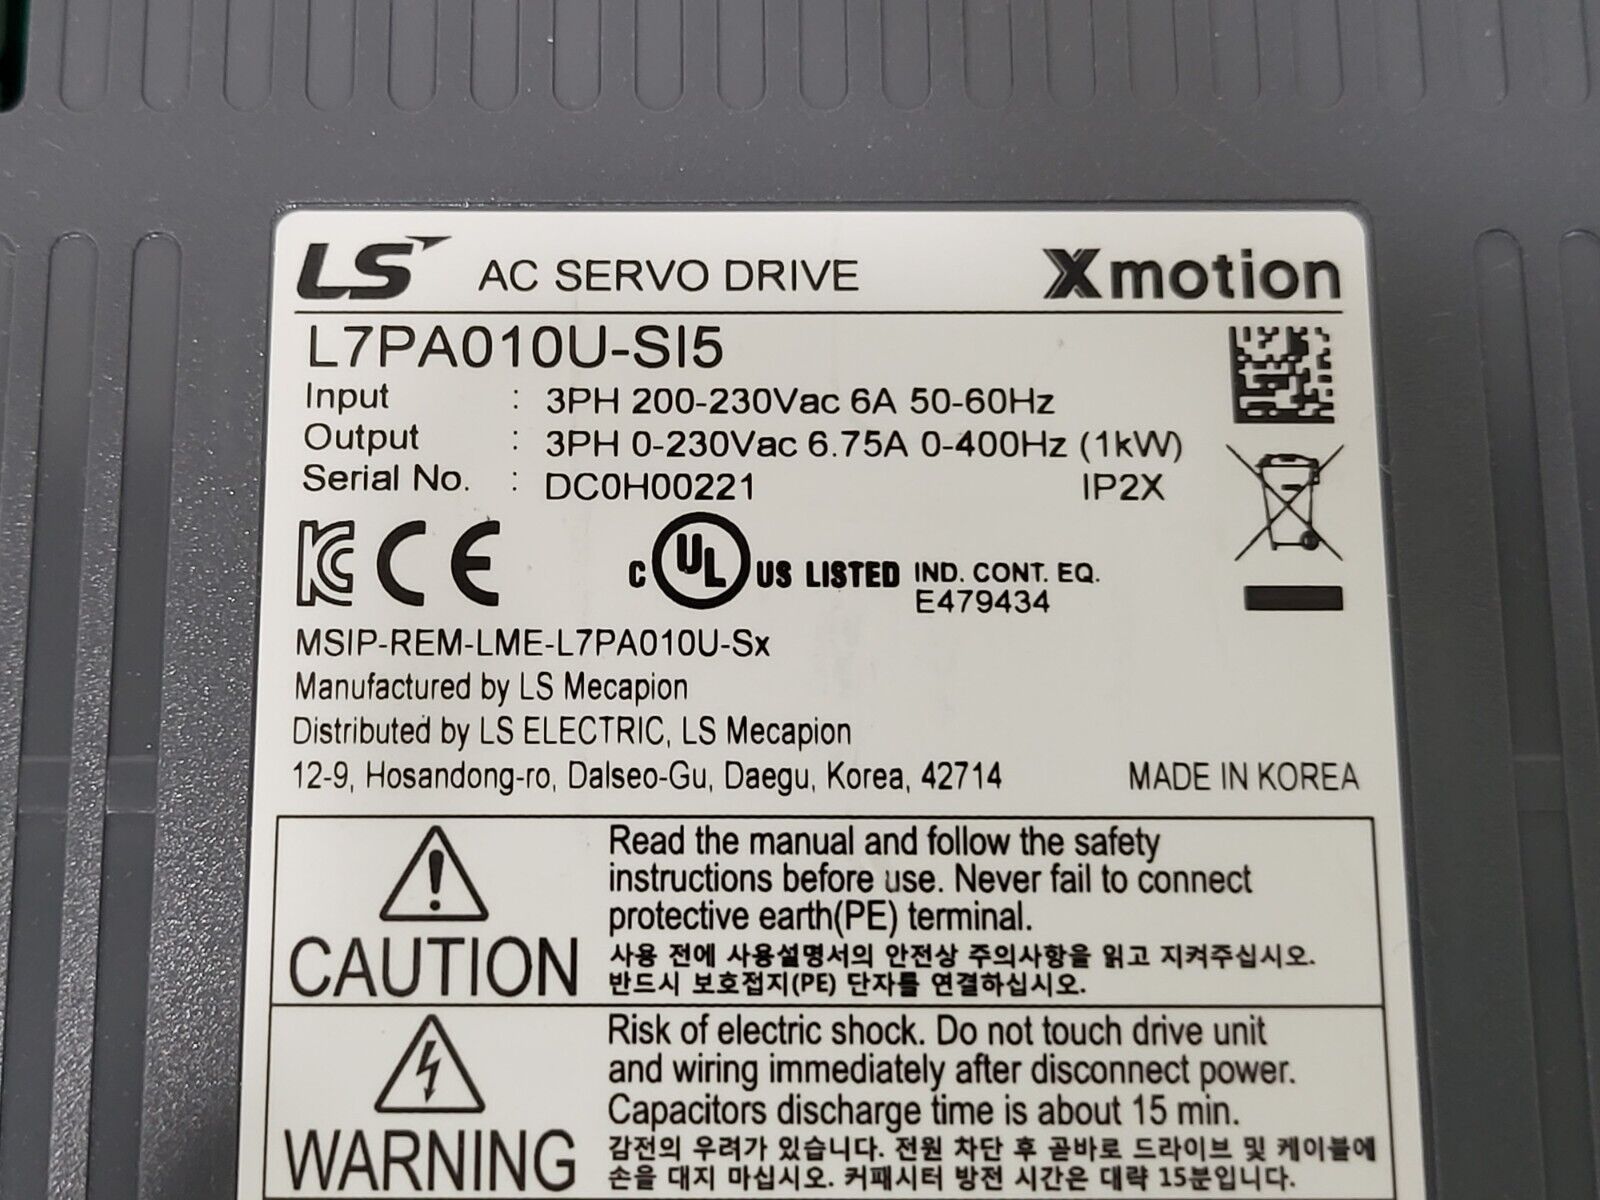 LS AC SERVO DRIVE Xmotion
L7PA010U-SI5
Input : 3PH 200-230Vac 6A 50-60Hz
Output : 3PH 0-230Vac 6.75A 0-400Hz (1kW)
Serial No. : DC0H00221 IP2X
KC CE C UL US LISTED IND. CONT. EQ.
E479434
MSIP-REM-LME-L7PA010U-Sx
Manufactured by LS Mecapion
Distributed by LS ELECTRIC, LS Mecapion
12-9, Hosandong-ro, Dalseo-Gu, Daegu, Korea, 42714 MADE IN KOREA
CAUTION
Read the manual and follow the safety
instructions before use. Never fail to connect
protective earth(PE) terminal.
사용 전에 사용설명서의 안전상 주의사항을 읽고 지켜주십시오.
반드시 보호접지(PE) 단자를 연결하십시오.
WARNING
Risk of electric shock. Do not touch drive unit
and wiring immediately after disconnect power.
Capacitors discharge time is about 15 min.
감전의 우려가 있습니다. 전원 차단 후 곧바로 드라이브 및 케이블에
손을 대지 마십시오. 커패시터 방전 시간은 대략 15분입니다.